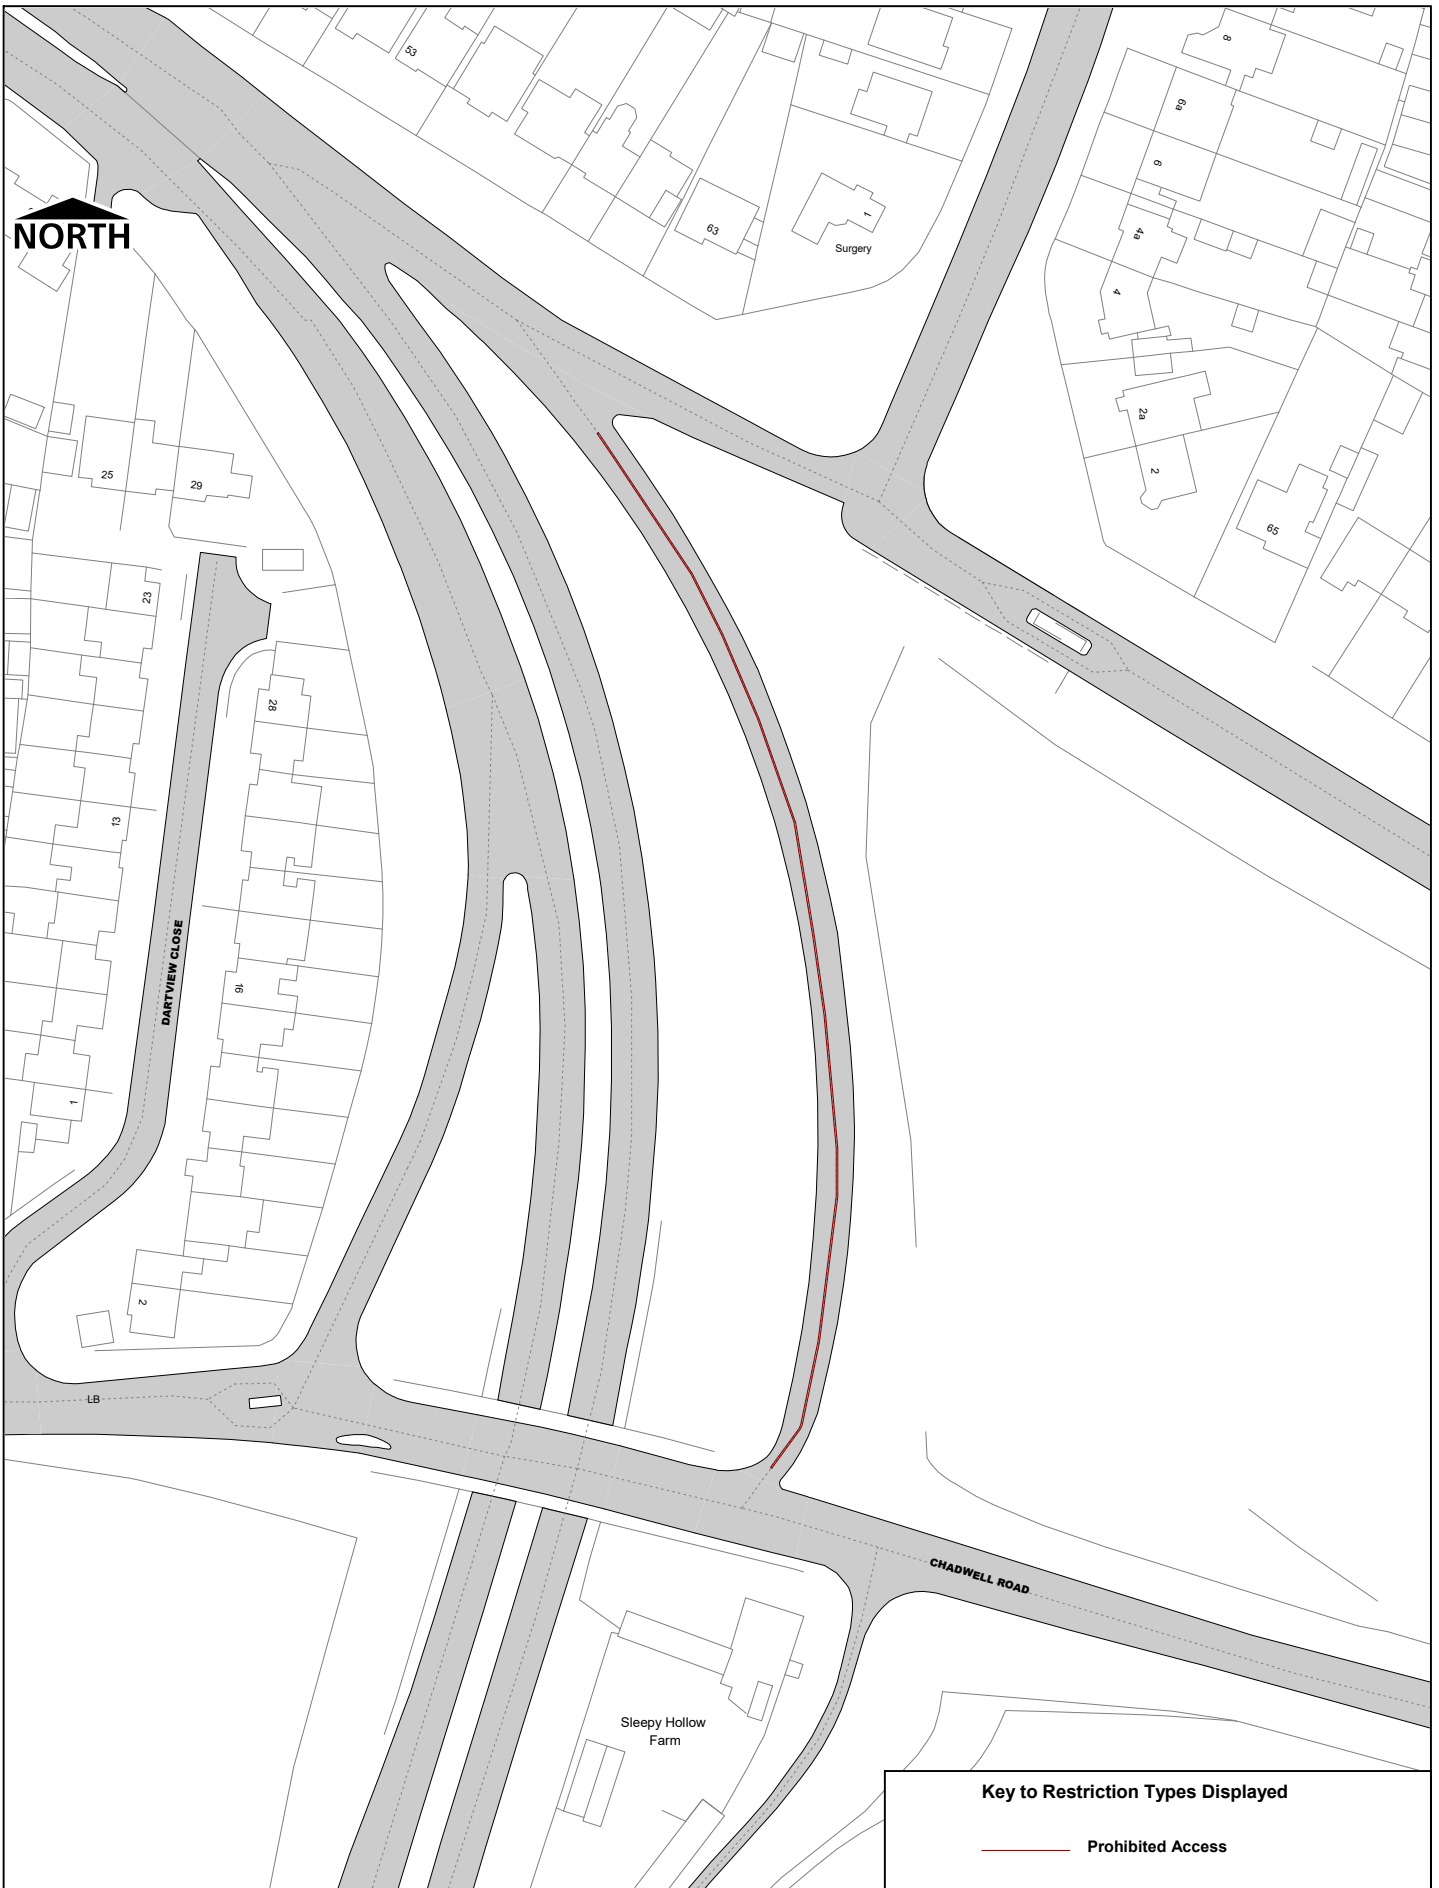 53
8
6a
6
4a
4
63
1
Surgery
NORTH
2a
2
65
25
29
23
28
13
DARTVIEW CLOSE
16
1
2
LB
CHADWELL ROAD
Sleepy Hollow
Farm
Key to Restriction Types Displayed
Prohibited Access